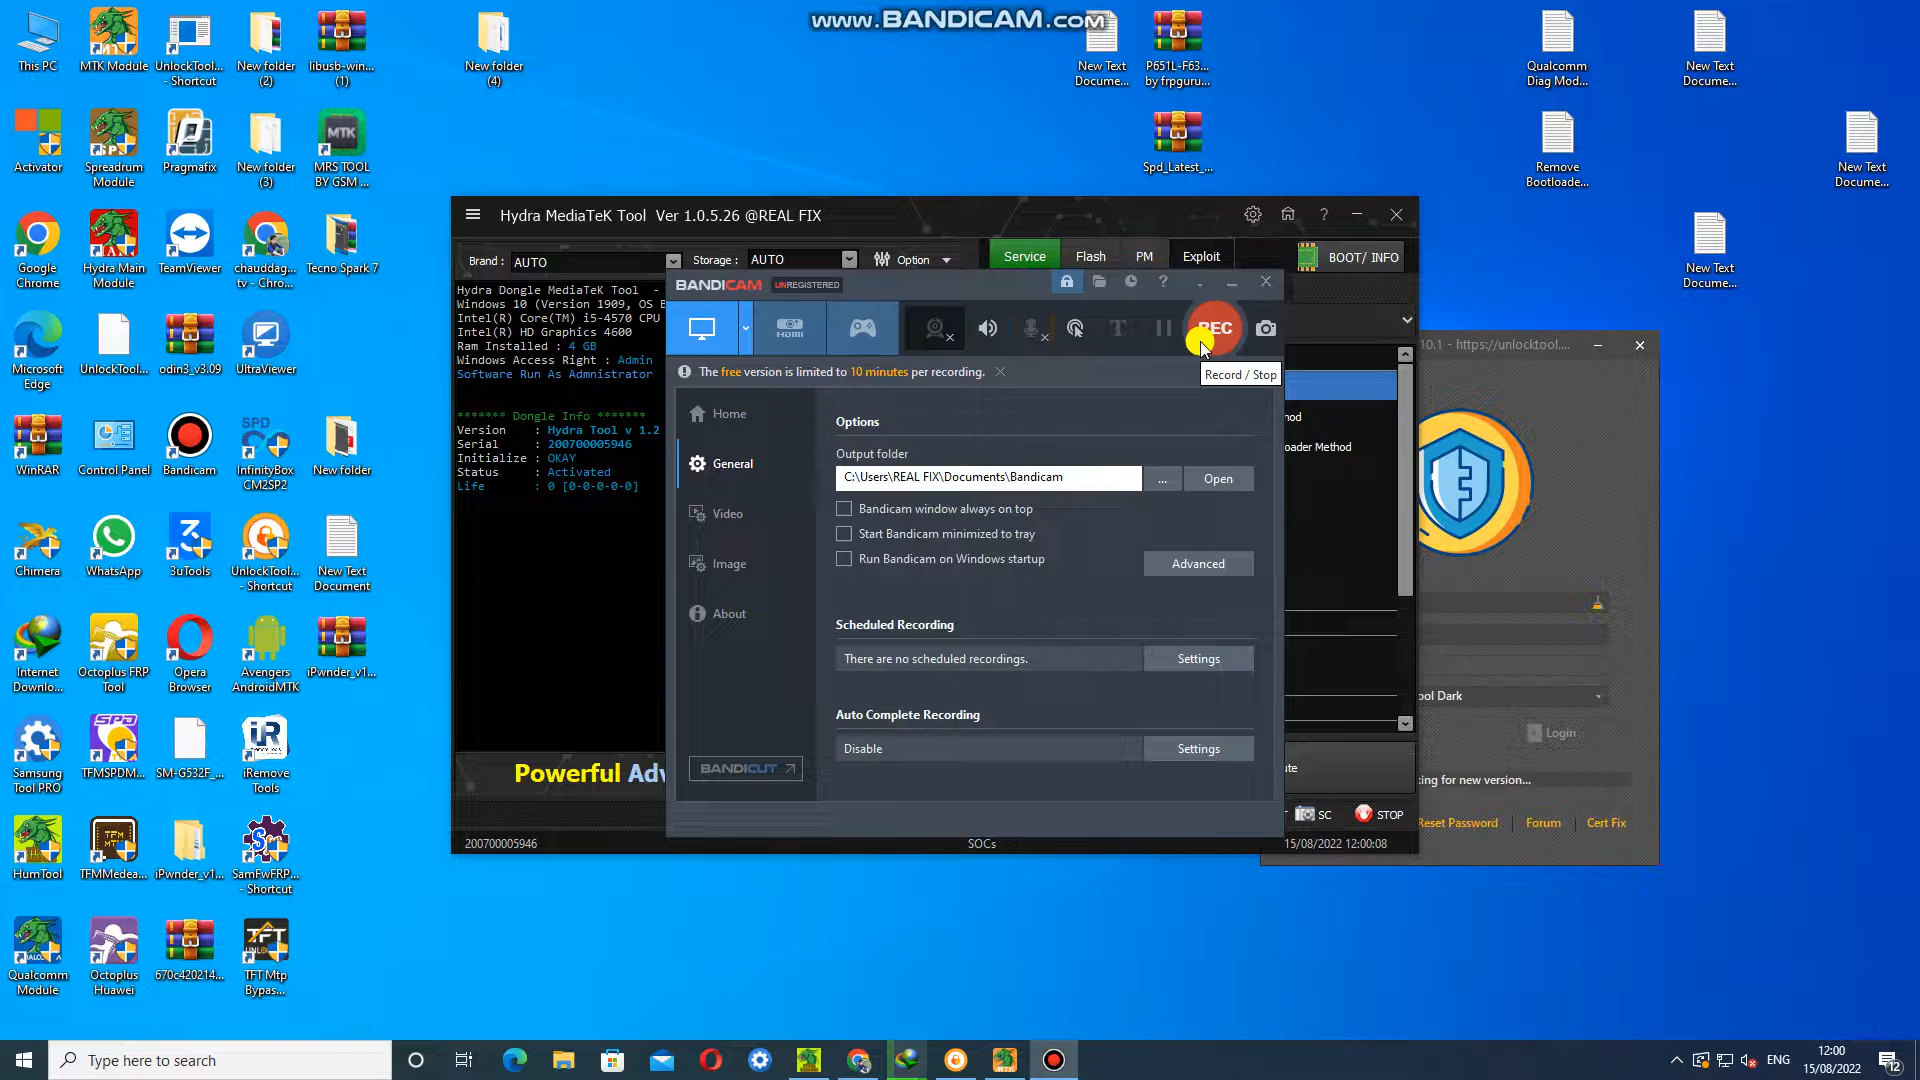 www.BANDICAM.com
This PC
MTK Module
UnlockTool...
- Shortcut
New folder
(2)
libusb-win...
(1)
New folder
(4)
New Text
Docume...
P651L-F63...
by frpguru...
Qualcomm
Diag Mod...
New Text
Docume...
Activator
Spreadrum
Module
Pragmafix
New folder
(3)
MRS TOOL
BY GSM ...
Spd_Latest_...
Remove
Bootloade...
New Text
Docume...
Google
Chrome
Hydra Main
Module
TeamViewer
chauddag...
tv - Chro...
Tecno Spark 7
New Text
Docume...
Microsoft
Edge
UnlockTool...
odin3_v3.09
UltraViewer
WinRAR
Control Panel
Bandicam
InfinityBox
CM2SP2
New folder
Chimera
WhatsApp
3uTools
UnlockTool...
- Shortcut
New Text
Document
Internet
Downlo...
Octoplus FRP
Tool
Opera
Browser
Avengers
AndroidMTK
iPwnder_v1...
Samsung
Tool PRO
TFMSPDM...
SM-G532F_...
iRemove
Tools
HumTool
TFMMedea...
iPwnder_v1...
SamFwFRP...
- Shortcut
Qualcomm
Module
Octoplus
Huawei
670c420214...
TFT Mtp
Bypas...
Hydra MediaTeK Tool Ver 1.0.5.26 @REAL FIX
Brand : AUTO
Storage : AUTO
Option
Service
Flash
PM
Exploit
BOOT/ INFO
Hydra Dongle MediaTek Tool -
Windows 10 (Version 1909, OS B
Intel(R) Core(TM) i5-4570 CPU
Intel(R) HD Graphics 4600
Ram Installed : 4 GB
Windows Access Right : Admin
Software Run As Admnistrator
******* Dongle Info *******
Version : Hydra Tool v 1.2
Serial : 200700005946
Initialize : OKAY
Status : Activated
Life : 0 [0-0-0-0-0]
Powerful Adv
200700005946
SOCs
15/08/2022 12:00:08
SC
STOP
BANDICAM UNREGISTERED
HDMI
REC
Record / Stop
The free version is limited to 10 minutes per recording.
Home
General
Video
Image
About
BANDICUT
Options
Output folder
C:\Users\REAL FIX\Documents\Bandicam
...
Open
Bandicam window always on top
Start Bandicam minimized to tray
Run Bandicam on Windows startup
Advanced
Scheduled Recording
There are no scheduled recordings.
Settings
Auto Complete Recording
Disable
Settings
10.1 - https://unlocktool....
hod
oader Method
ool Dark
Login
king for new version...
ute
Reset Password
Forum
Cert Fix
Type here to search
ENG
12:00
15/08/2022
12